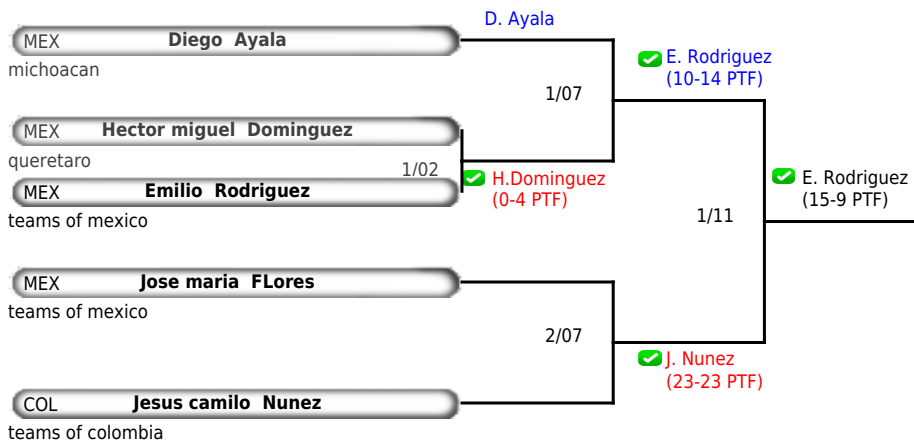 D. Ayala
MEX Diego Ayala
michoacan
E. Rodriguez
(10-14 PTF)
1/07
MEX Hector miguel Dominguez
queretaro
1/02
H.Dominguez
(0-4 PTF)
MEX Emilio Rodriguez
teams of mexico
E. Rodriguez
(15-9 PTF)
1/11
MEX Jose maria FLores
teams of mexico
2/07
J. Nunez
(23-23 PTF)
COL Jesus camilo Nunez
teams of colombia